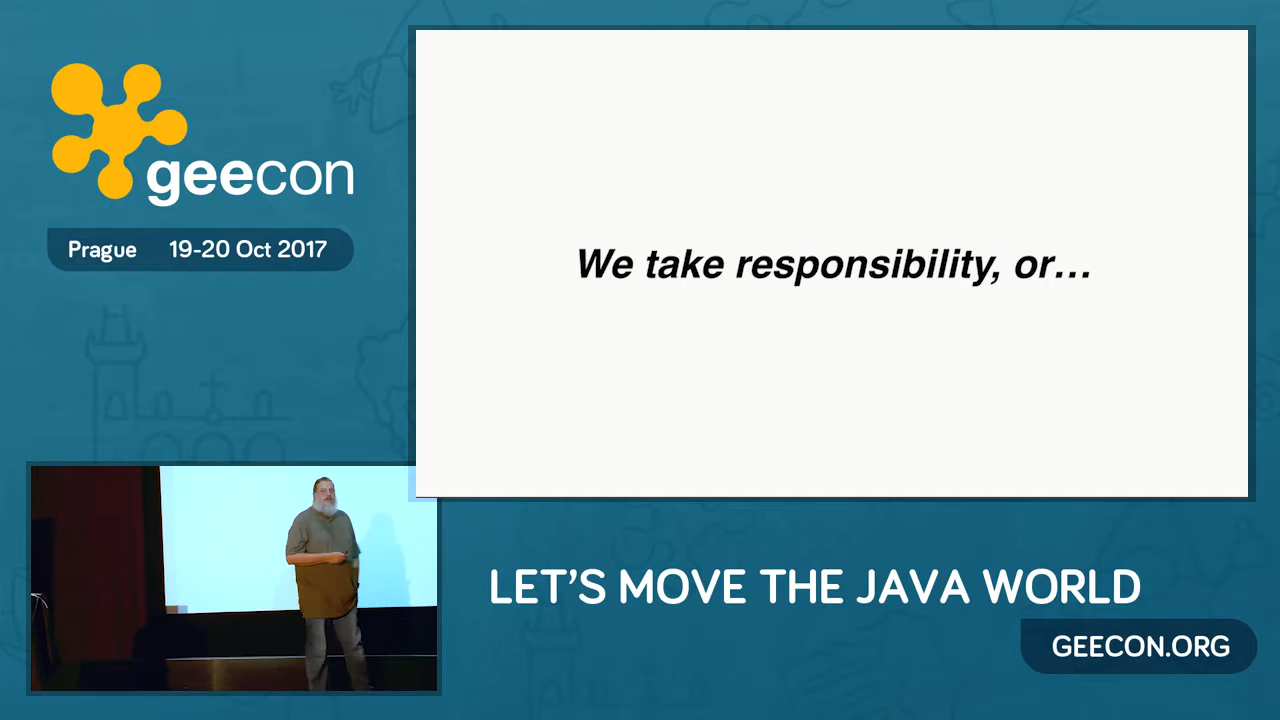 geecon
Prague 19-20 Oct 2017
We take responsibility, or...
LET'S MOVE THE JAVA WORLD
GEECON.ORG